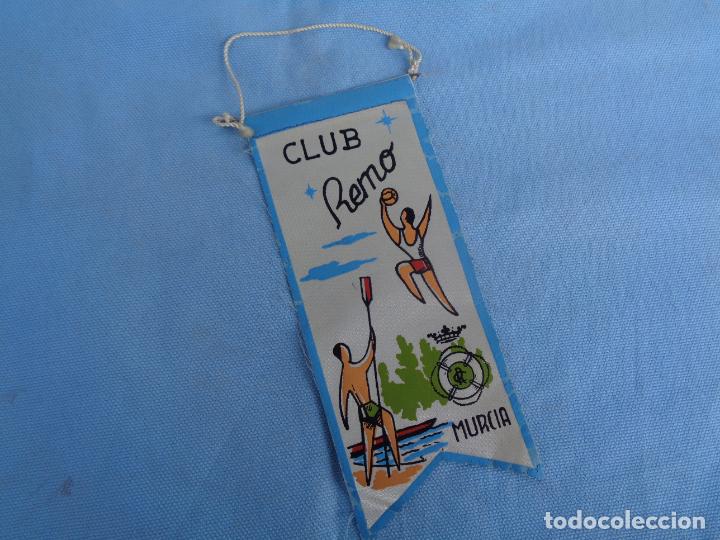 CLUB
Remo
MURCIA
todocoleccion